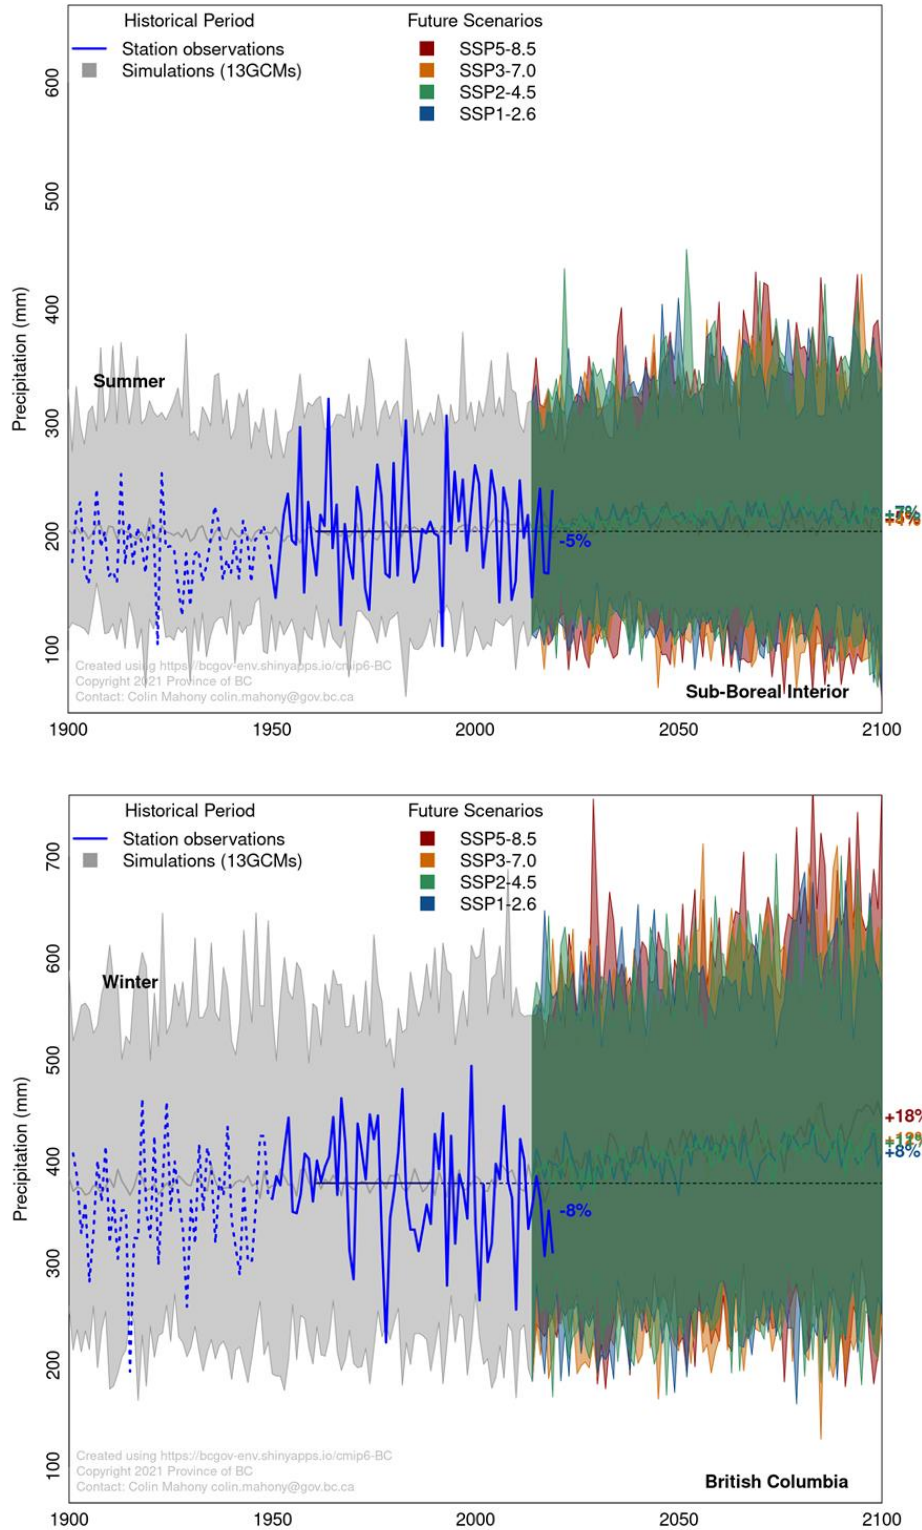 Historical Period
Future Scenarios
Station observations
SSP5-8.5
Simulations (13GCMs)
SSP3-7.0
SSP2-4.5
SSP1-2.6
600
500
400
300
200
100
Precipitation (mm)
Summer
-5%
Created using https://bcgov-env.shinyapps.io/cmip6-BC
Copyright 2021 Province of BC
Contact: Colin Mahony colin.mahony@gov.bc.ca
Sub-Boreal Interior
1900
1950
2000
2050
2100
Historical Period
Future Scenarios
Station observations
SSP5-8.5
Simulations (13GCMs)
SSP3-7.0
SSP2-4.5
SSP1-2.6
700
600
500
400
300
200
100
Precipitation (mm)
Winter
+18%
+8%
-8%
Created using https://bcgov-env.shinyapps.io/cmip6-BC
Copyright 2021 Province of BC
Contact: Colin Mahony colin.mahony@gov.bc.ca
British Columbia
1900
1950
2000
2050
2100